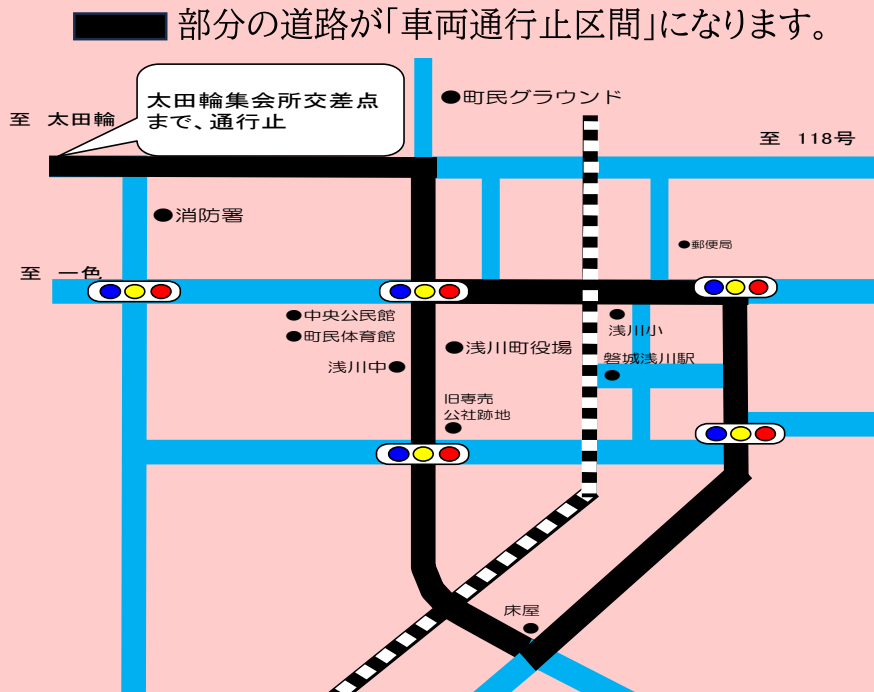 部分の道路が「車両通行止区間」になります。
太田輪集会所交差点
まで、通行止
町民グラウンド
至 太田輪
至 118号
消防署
郵便局
至 一色
中央公民館
浅川小
町民体育館
浅川町役場
磐城浅川駅
浅川中
旧専売
公社跡地
床屋